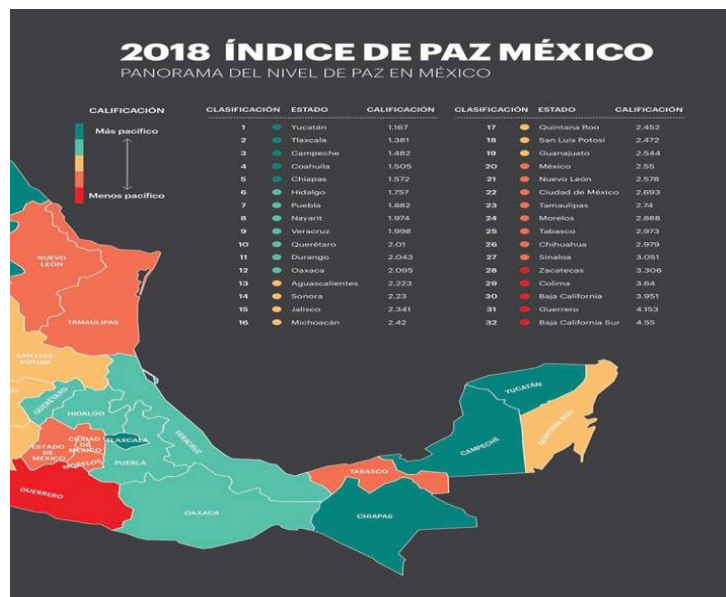 2018 ÍNDICE DE PAZ MÉXICO
PANORAMA DEL NIVEL DE PAZ EN MÉXICO
CALIFICACIÓN
Más pacífico
Menos pacífico
CLASIFICACIÓN ESTADO CALIFICACIÓN
1 Yucatán 1.167
2 Tlaxcala 1.381
3 Campeche 1.482
4 Coahuila 1.505
5 Chiapas 1.572
6 Hidalgo 1.757
7 Puebla 1.882
8 Nayarit 1.974
9 Veracruz 1.998
10 Querétaro 2.01
11 Durango 2.043
12 Oaxaca 2.095
13 Aguascalientes 2.223
14 Sonora 2.23
15 Jalisco 2.341
16 Michoacán 2.42
CLASIFICACIÓN ESTADO CALIFICACIÓN
17 Quintana Roo 2.452
18 San Luis Potosí 2.472
19 Guanajuato 2.544
20 México 2.55
21 Nuevo León 2.578
22 Ciudad de México 2.693
23 Tamaulipas 2.74
24 Morelos 2.888
25 Tabasco 2.973
26 Chihuahua 2.979
27 Sinaloa 3.051
28 Zacatecas 3.306
29 Colima 3.64
30 Baja California 3.951
31 Guerrero 4.153
32 Baja California Sur 4.55
NUEVO
LEÓN
TAMAULIPAS
SAN LUIS
POTOSÍ
QUERÉTARO
HIDALGO
VERACRUZ
ESTADO
DE
MÉXICO
CIUDAD
DE
MÉXICO
TLAXCALA
MORELOS
PUEBLA
GUERRERO
OAXACA
TABASCO
CHIAPAS
CAMPECHE
YUCATÁN
QUINTANA ROO